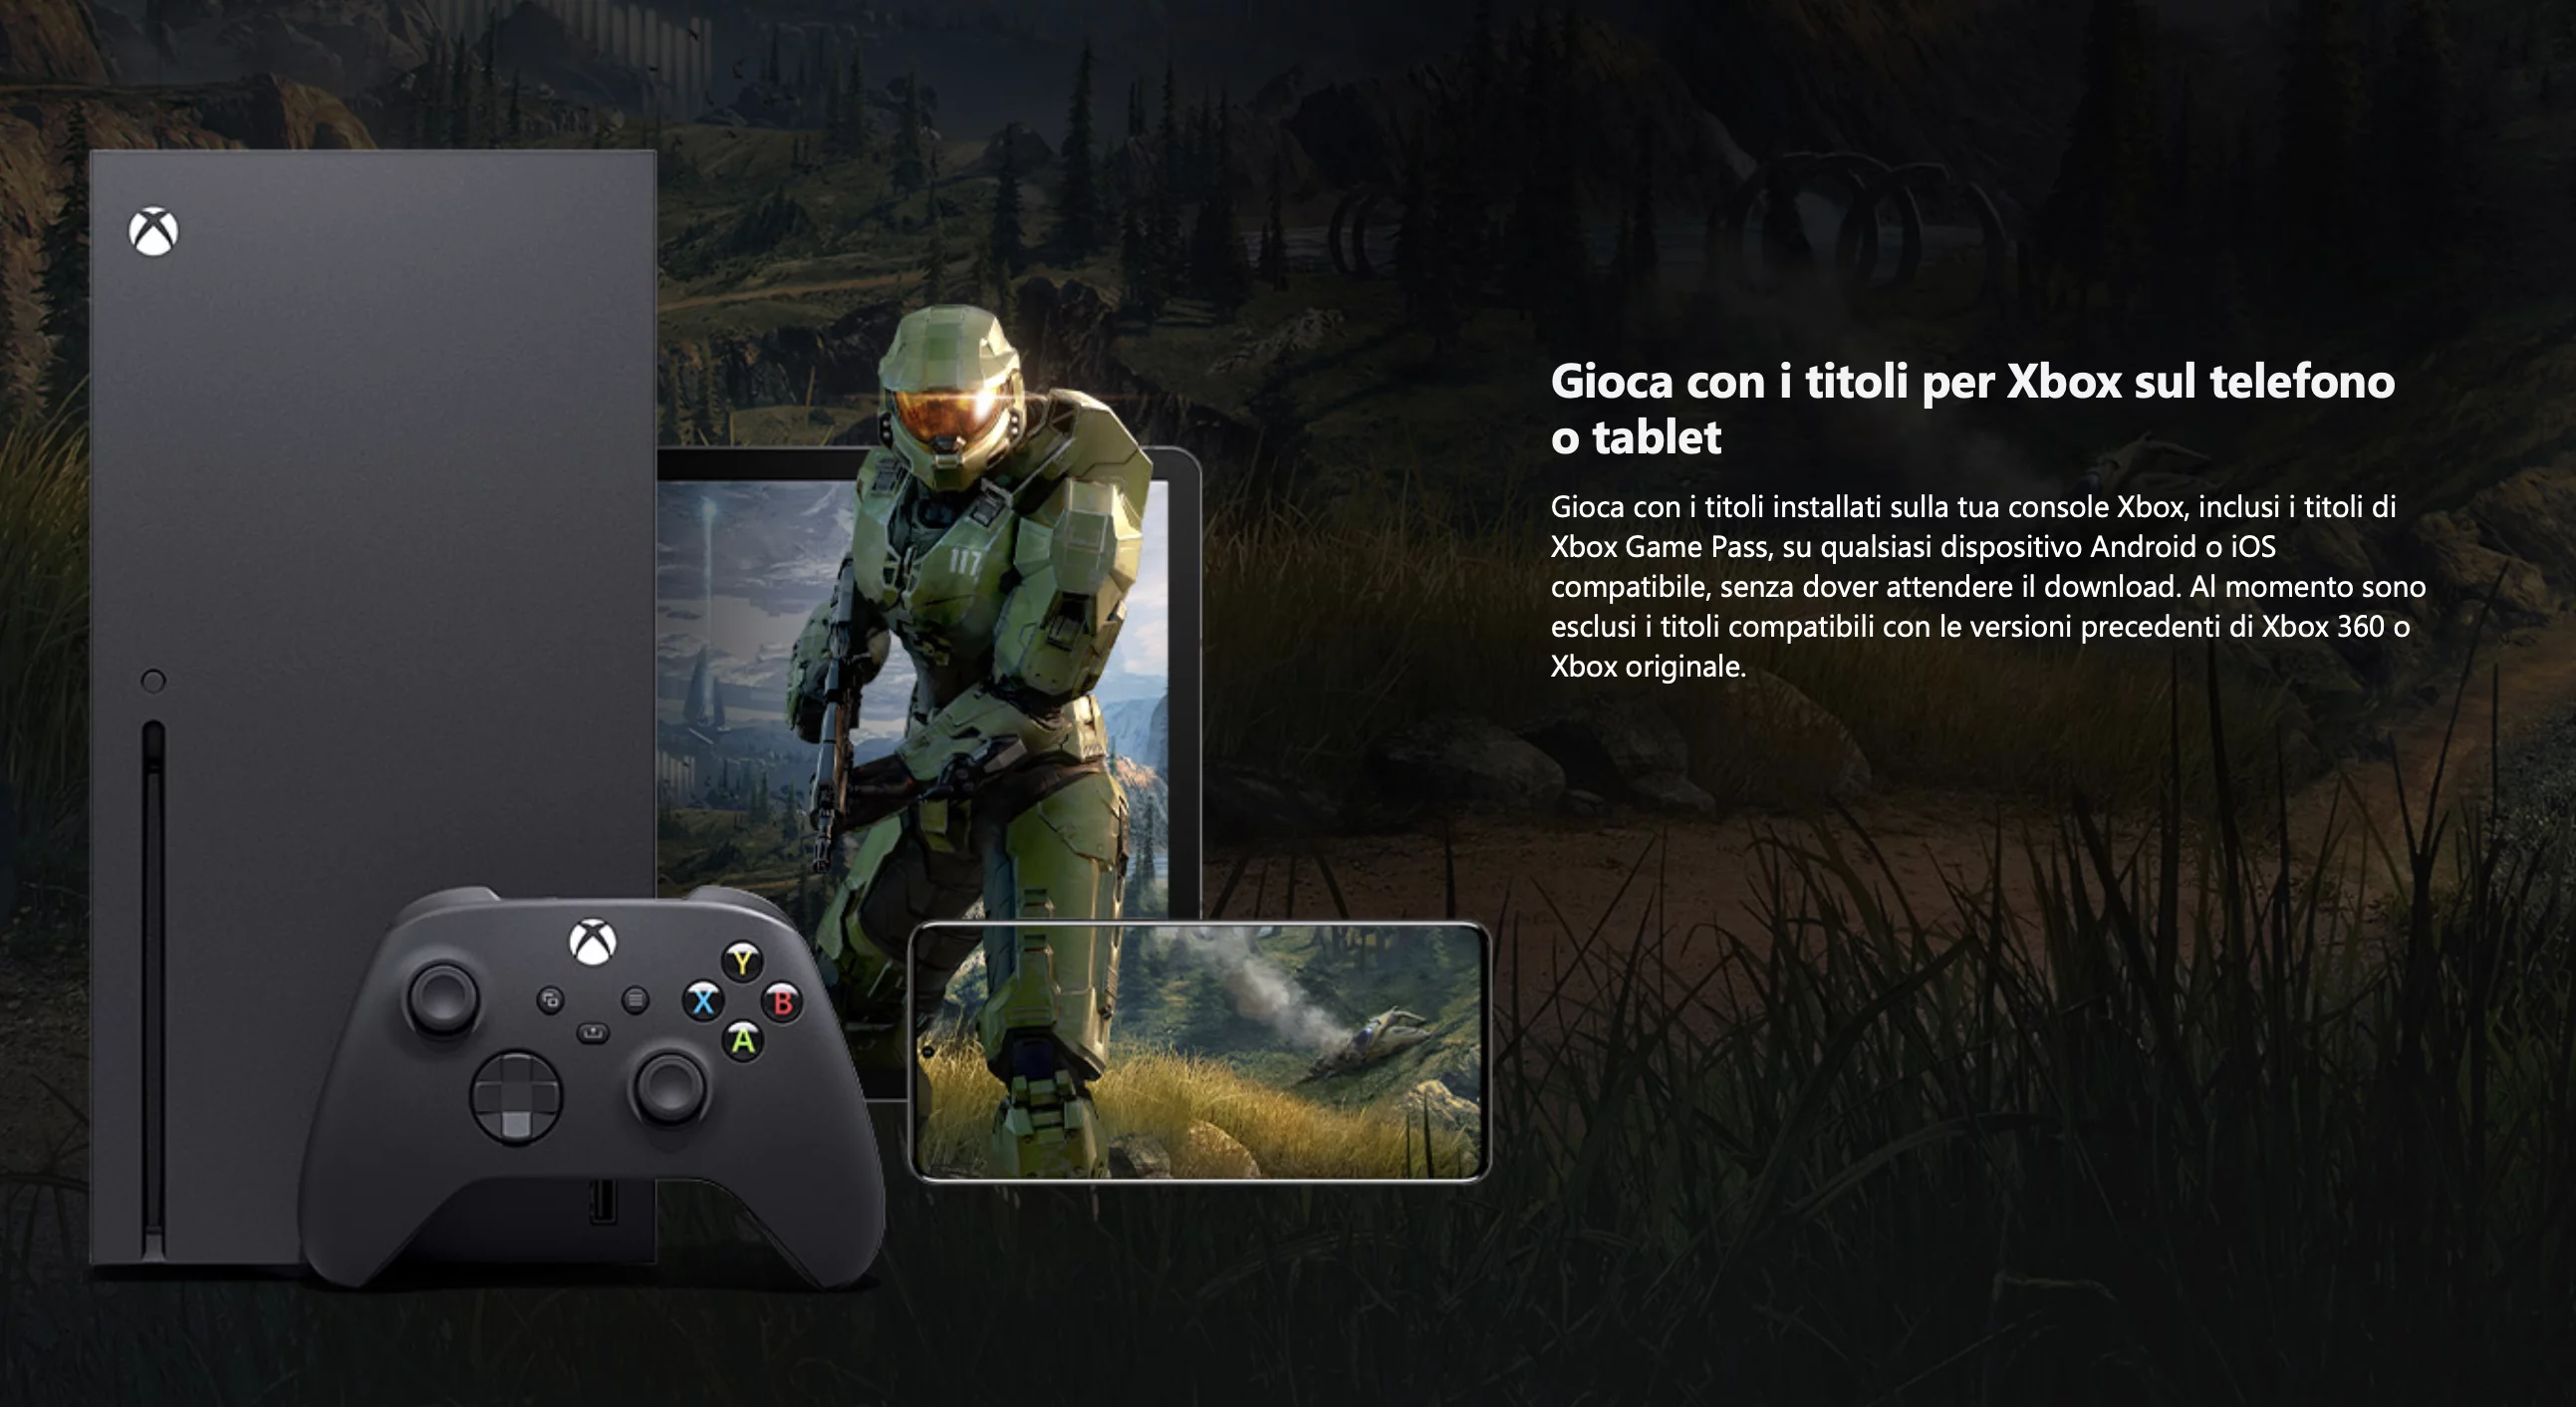 Gioca con i titoli per Xbox sul telefono
o tablet
Gioca con i titoli installati sulla tua console Xbox, inclusi i titoli di
Xbox Game Pass, su qualsiasi dispositivo Android o iOS
compatibile, senza dover attendere il download. Al momento sono
esclusi i titoli compatibili con le versioni precedenti di Xbox 360 o
Xbox originale.
117
Y
X
B
A